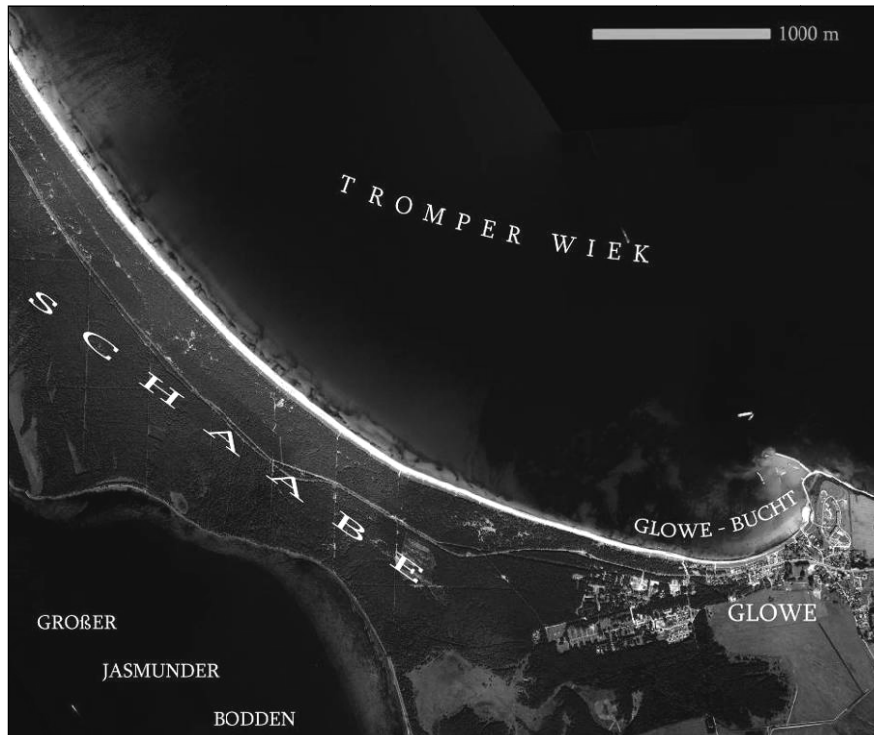 1000 m
TROMPER WIEK
SCHAABE
GLOWE - BUCHT
GLOWE
GROßER
JASMUNDER
BODDEN